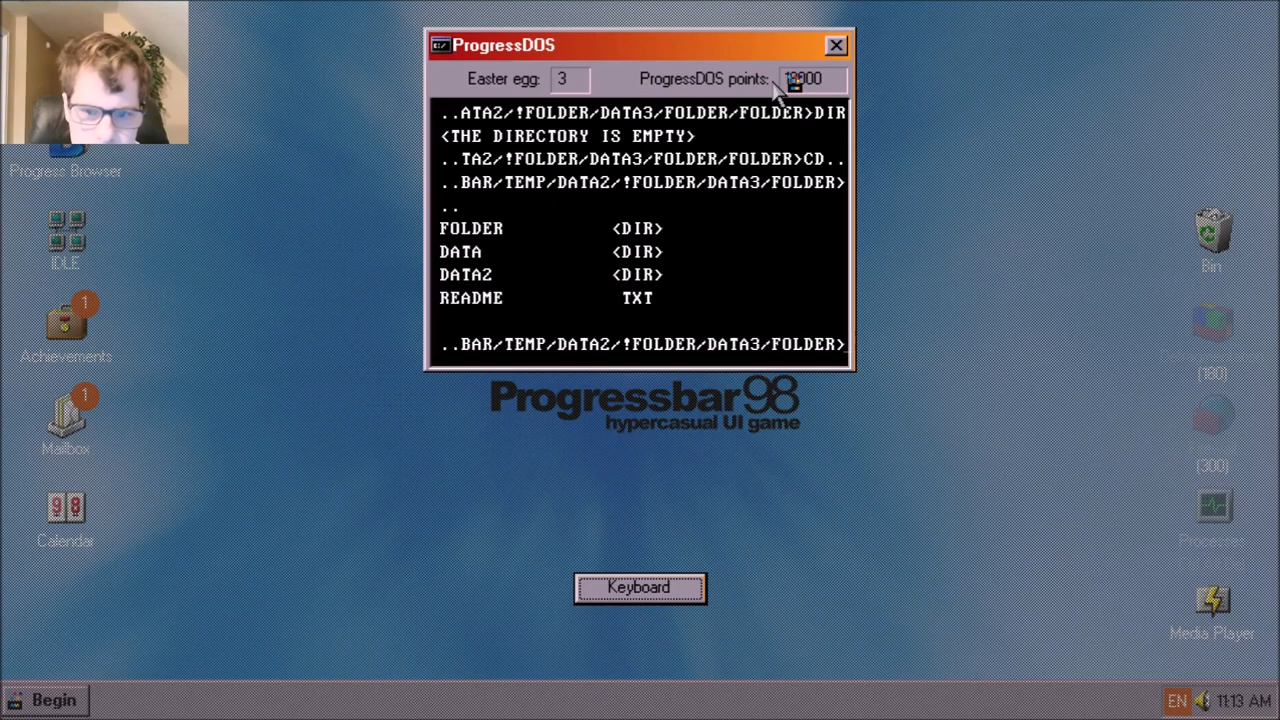 ProgressDOS
Easter egg: 3 ProgressDOS points:
..ATA2/!FOLDER/DATA3/FOLDER/FOLDER>DIR
<THE DIRECTORY IS EMPTY>
..TA2/!FOLDER/DATA3/FOLDER/FOLDER>CD..
..BAR/TEMP/DATA2/!FOLDER/DATA3/FOLDER>
..
FOLDER <DIR>
DATA <DIR>
DATA2 <DIR>
README TXT
..BAR/TEMP/DATA2/!FOLDER/DATA3/FOLDER>_
Progress Browser
IDLE
1
Achievements
1
Mailbox
98
Calendar
Progressbar98
hypercasual UI game
Keyboard
Bin
(300)
Processes
Media Player
Begin
EN 11:13 AM